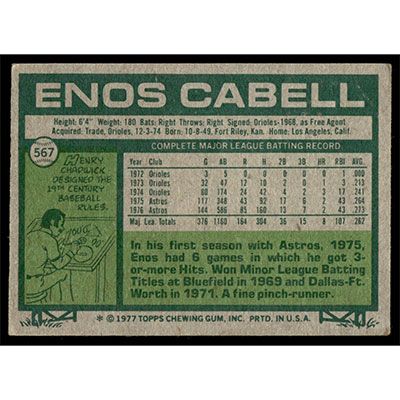 ENOS CABELL
Height: 6'4" Weight: 180 Bats: Right Throws: Right Signed: Orioles-1968, as Free Agent
Acquired: Trade, Orioles, 12-3-74 Born: 10-8-49, Fort Riley, Kan. Home: Los Angeles, Calif.
567
COMPLETE MAJOR LEAGUE BATTING RECORD
Year Club G AB R H 2B 3B HR RBI AVG.
1972 Orioles 3 5 0 0 0 0 0 1 .000
1973 Orioles 32 47 12 10 2 0 1 3 .213
1974 Orioles 80 174 24 42 4 2 3 17 .241
1975 Astros 117 348 43 92 17 6 2 43 .264
1976 Astros 144 586 85 160 13 7 2 43 .273
Maj. Lea. Totals 376 1160 164 304 36 15 8 107 .262
HENRY
CHADWICK
DESIGNED THE
19TH CENTURY
BASEBALL
RULES.
In his first season with Astros, 1975,
Enos had 6 games in which he got 3-
or-more Hits. Won Minor League Batting
Titles at Bluefield in 1969 and Dallas-Ft.
Worth in 1971. A fine pinch-runner.
* © 1977 TOPPS CHEWING GUM, INC. PRTD. IN U.S.A.